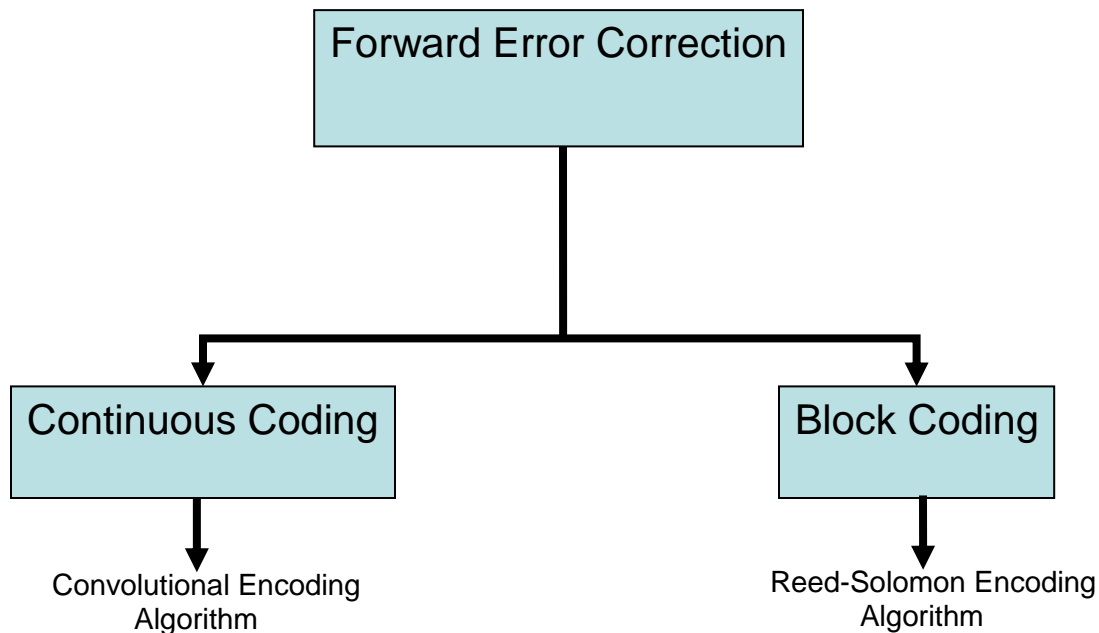 Forward Error Correction
Continuous Coding
Block Coding
Convolutional Encoding
Algorithm
Reed-Solomon Encoding
Algorithm